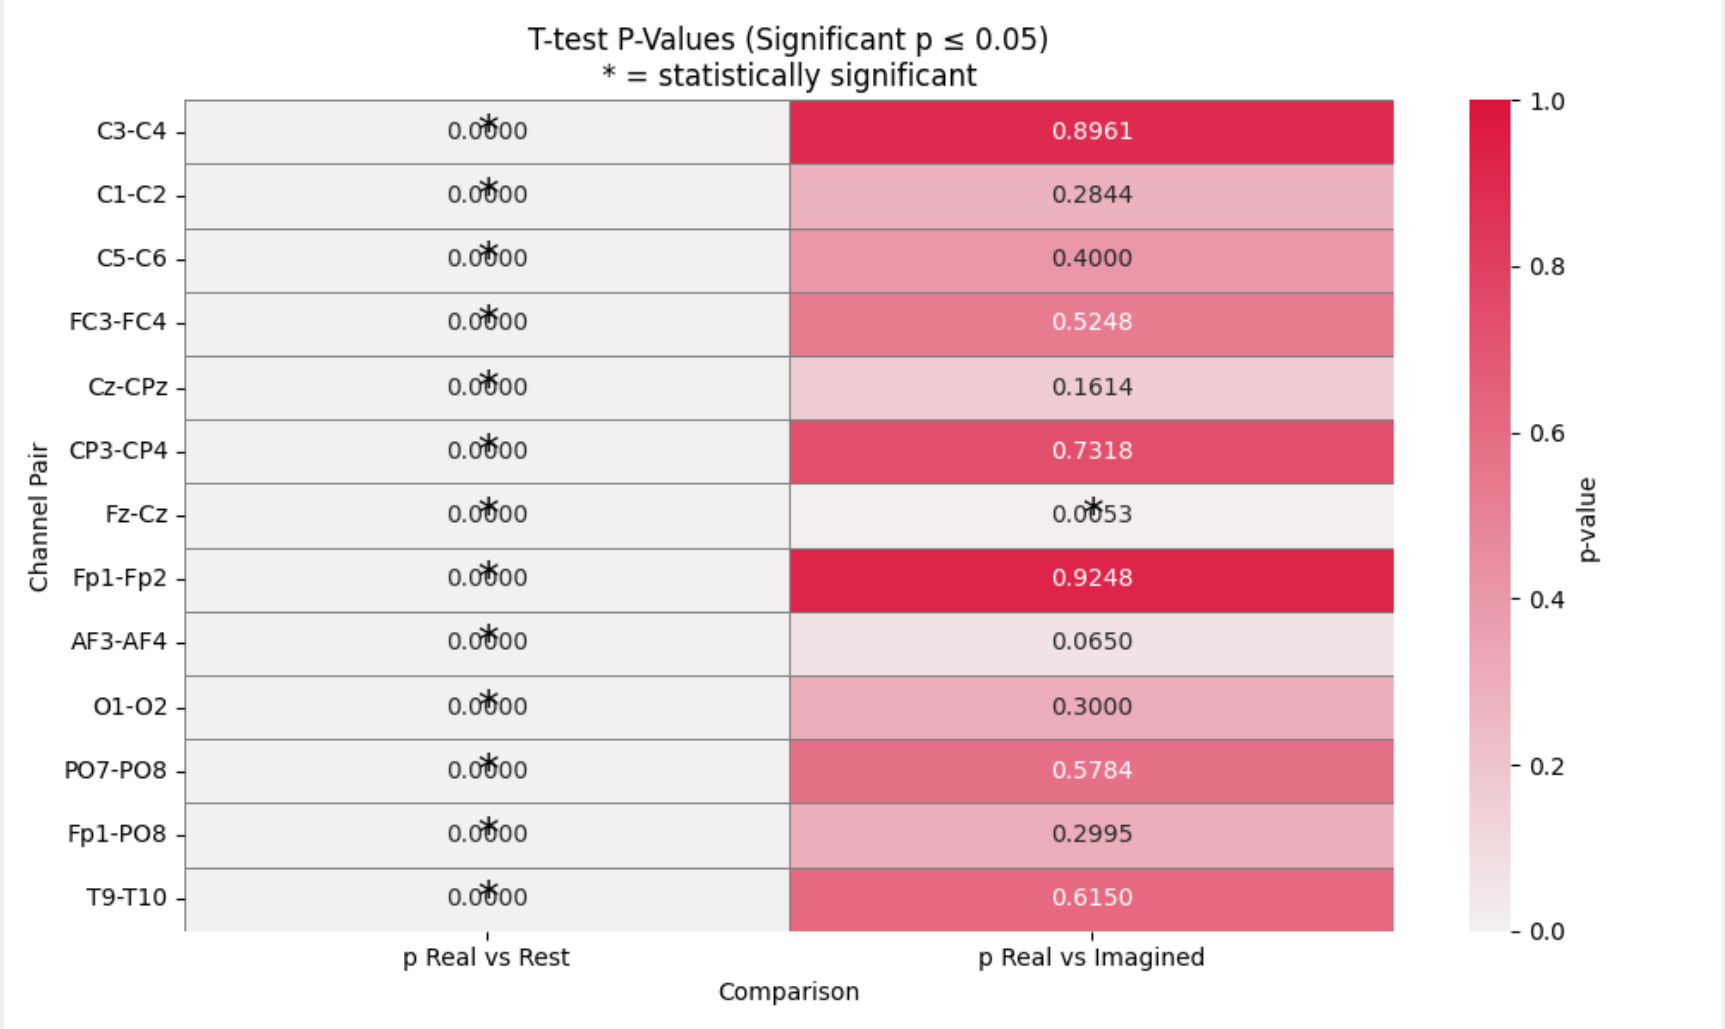 T-test P-Values (Significant p ≤ 0.05)
* = statistically significant
C3-C4 0.0000 * 0.8961
C1-C2 0.0000 * 0.2844
C5-C6 0.0000 * 0.4000
FC3-FC4 0.0000 * 0.5248
Cz-CPz 0.0000 * 0.1614
CP3-CP4 0.0000 * 0.7318
Fz-Cz 0.0000 * 0.0053 *
Fp1-Fp2 0.0000 * 0.9248
AF3-AF4 0.0000 * 0.0650
O1-O2 0.0000 * 0.3000
PO7-PO8 0.0000 * 0.5784
Fp1-PO8 0.0000 * 0.2995
T9-T10 0.0000 * 0.6150
Channel Pair
p Real vs Rest p Real vs Imagined
Comparison
1.0
0.8
0.6
0.4
0.2
0.0
p-value